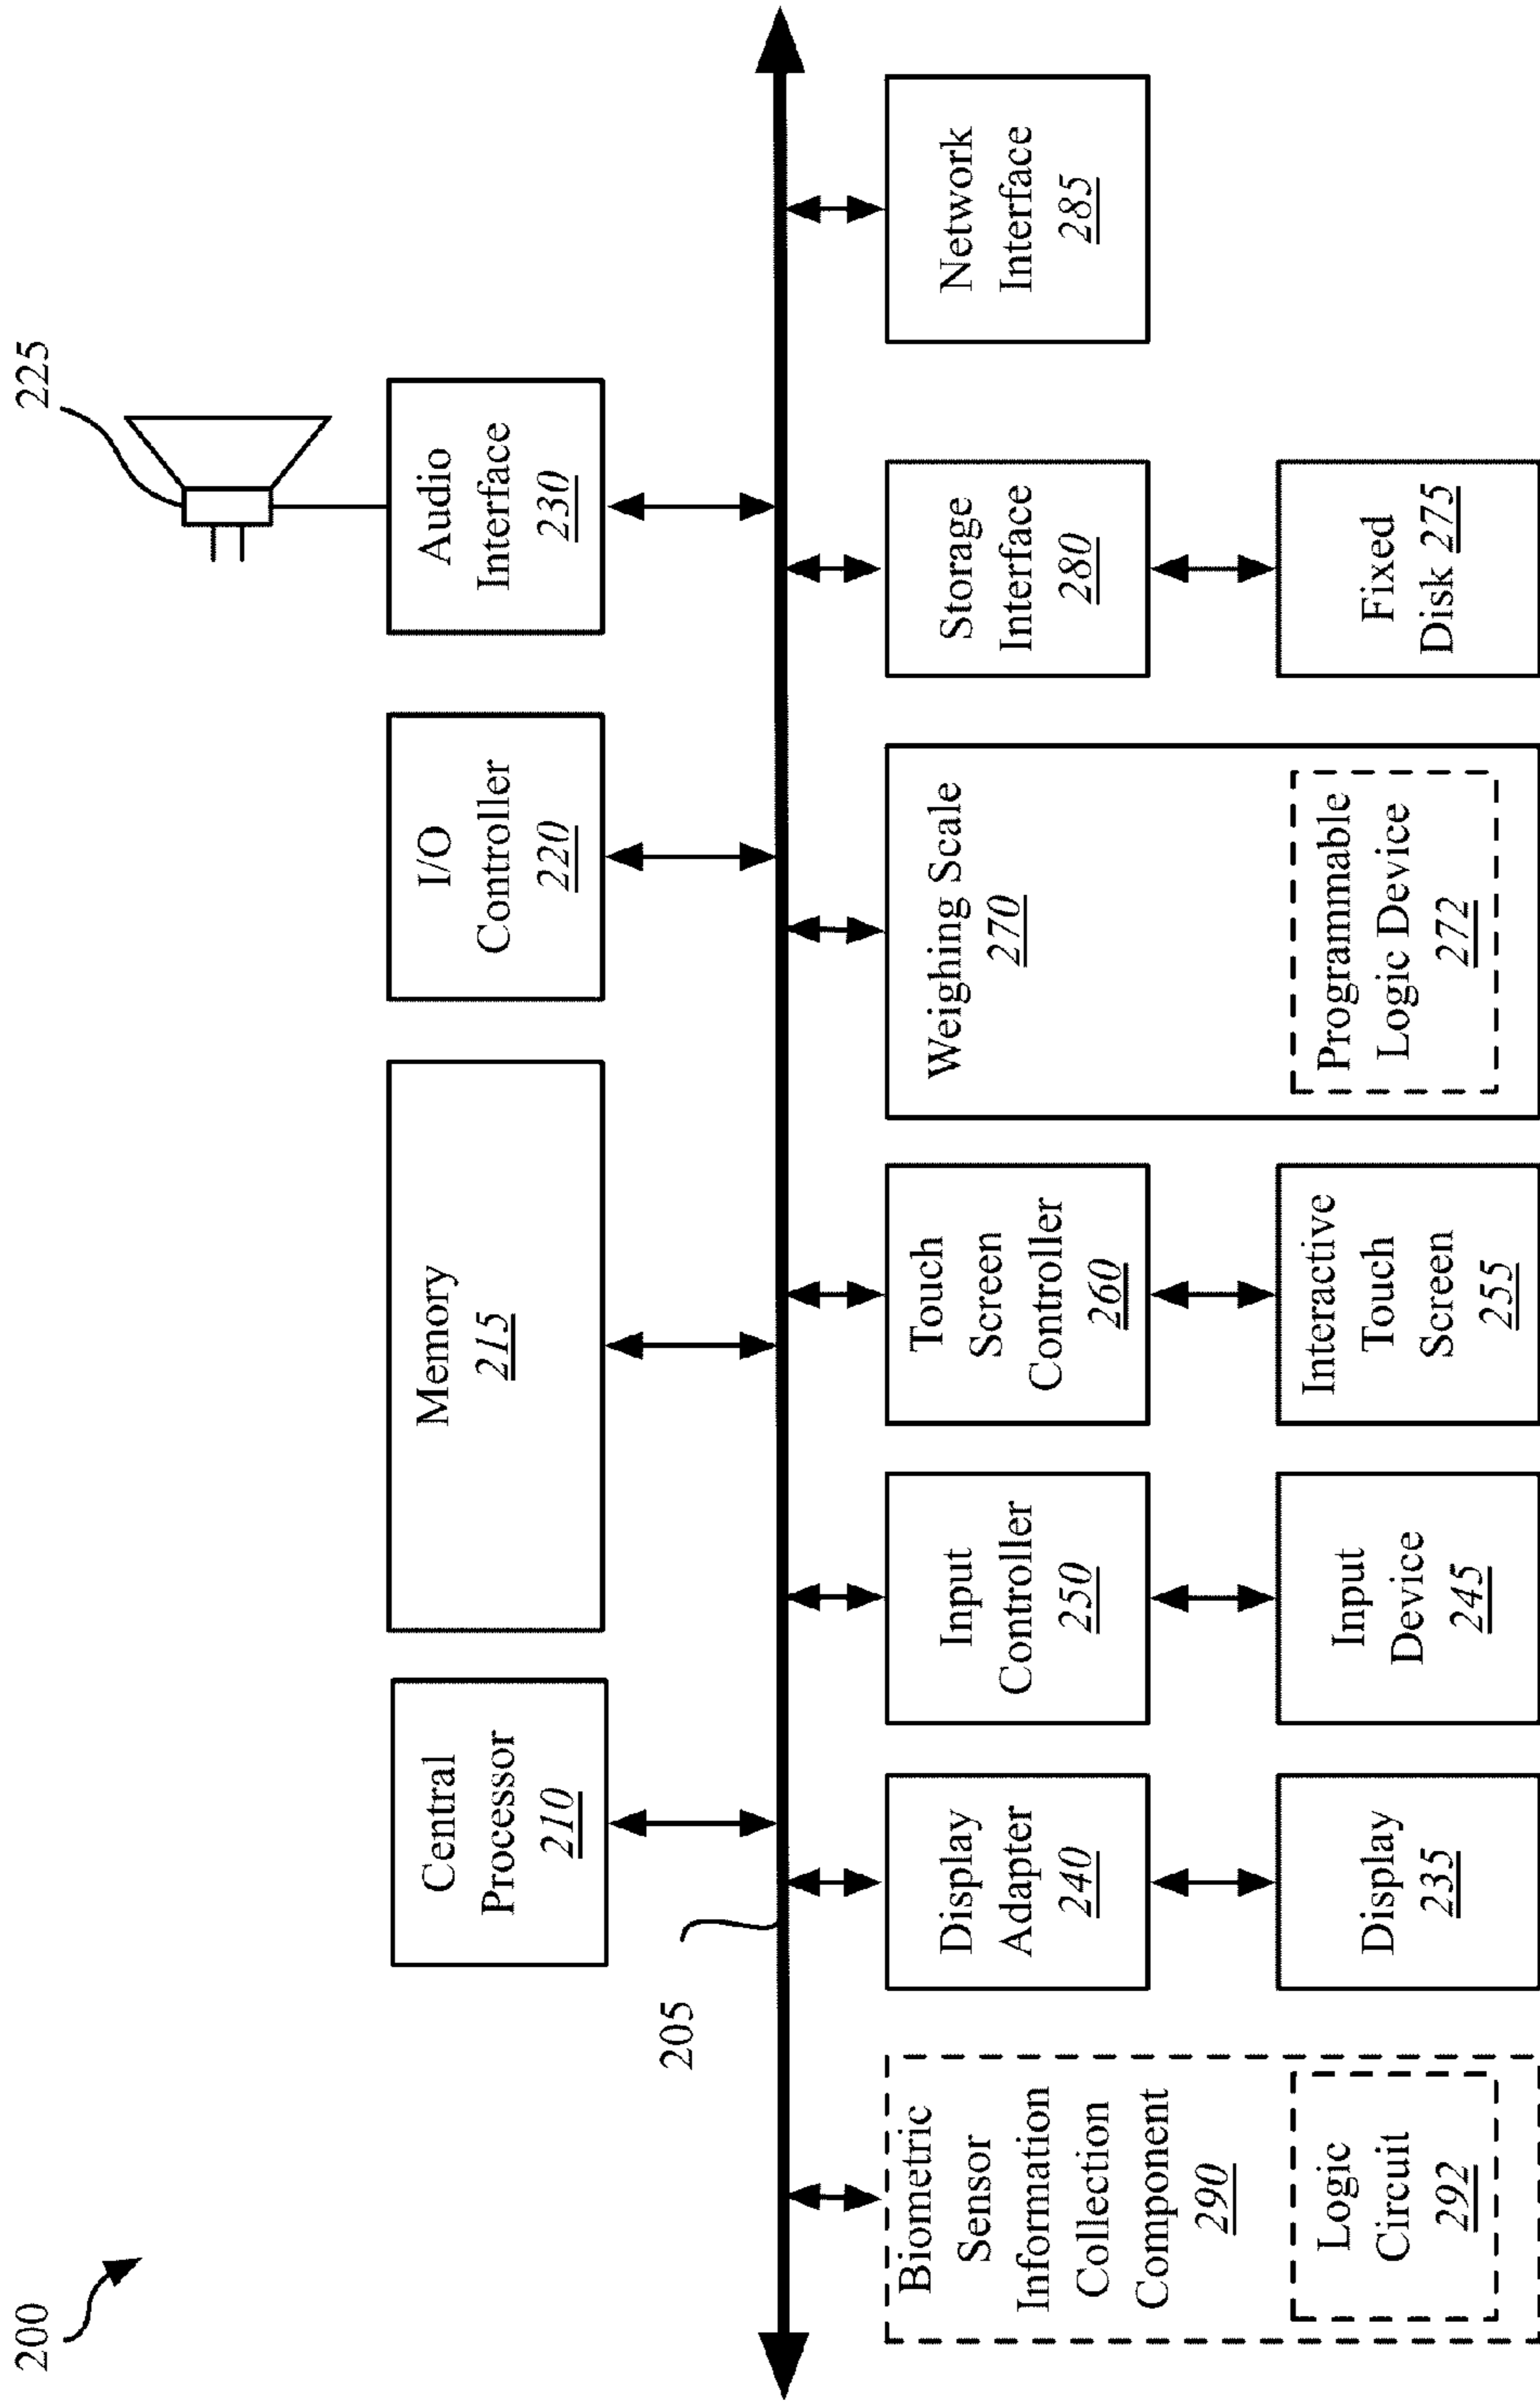 200
225
Central
Processor
210
Memory
215
I/O
Controller
220
Audio
Interface
230
205
Biometric
Sensor
Information
Collection
Component
290
Logic
Circuit
292
Display
Adapter
240
Display
235
Input
Controller
250
Input
Device
245
Touch
Screen
Controller
260
Interactive
Touch
Screen
255
Weighing Scale
270
Programmable
Logic Device
272
Storage
Interface
280
Fixed
Disk 275
Network
Interface
285